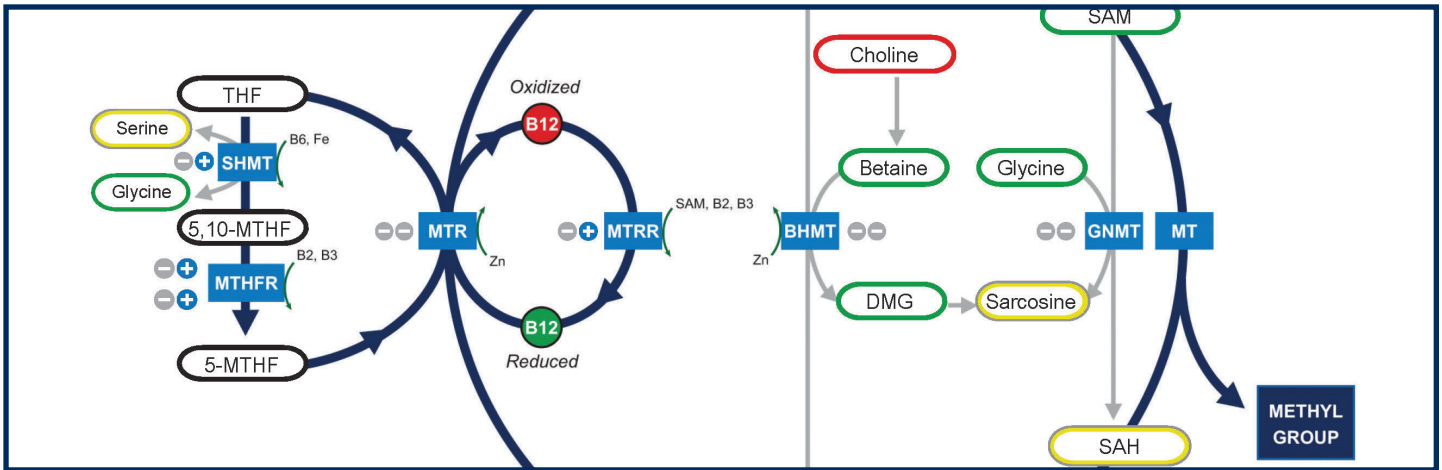 SAM
Choline
Oxidized
THF
B12
Serine
B6, Fe
SHMT
Betaine
Glycine
Glycine
5,10-MTHF
SAM, B2, B3
MTR
MTRR
BHMT
GNMT
MT
B2, B3
Zn
Zn
MTHFR
DMG
Sarcosine
B12
Reduced
5-MTHF
METHYL
GROUP
SAH